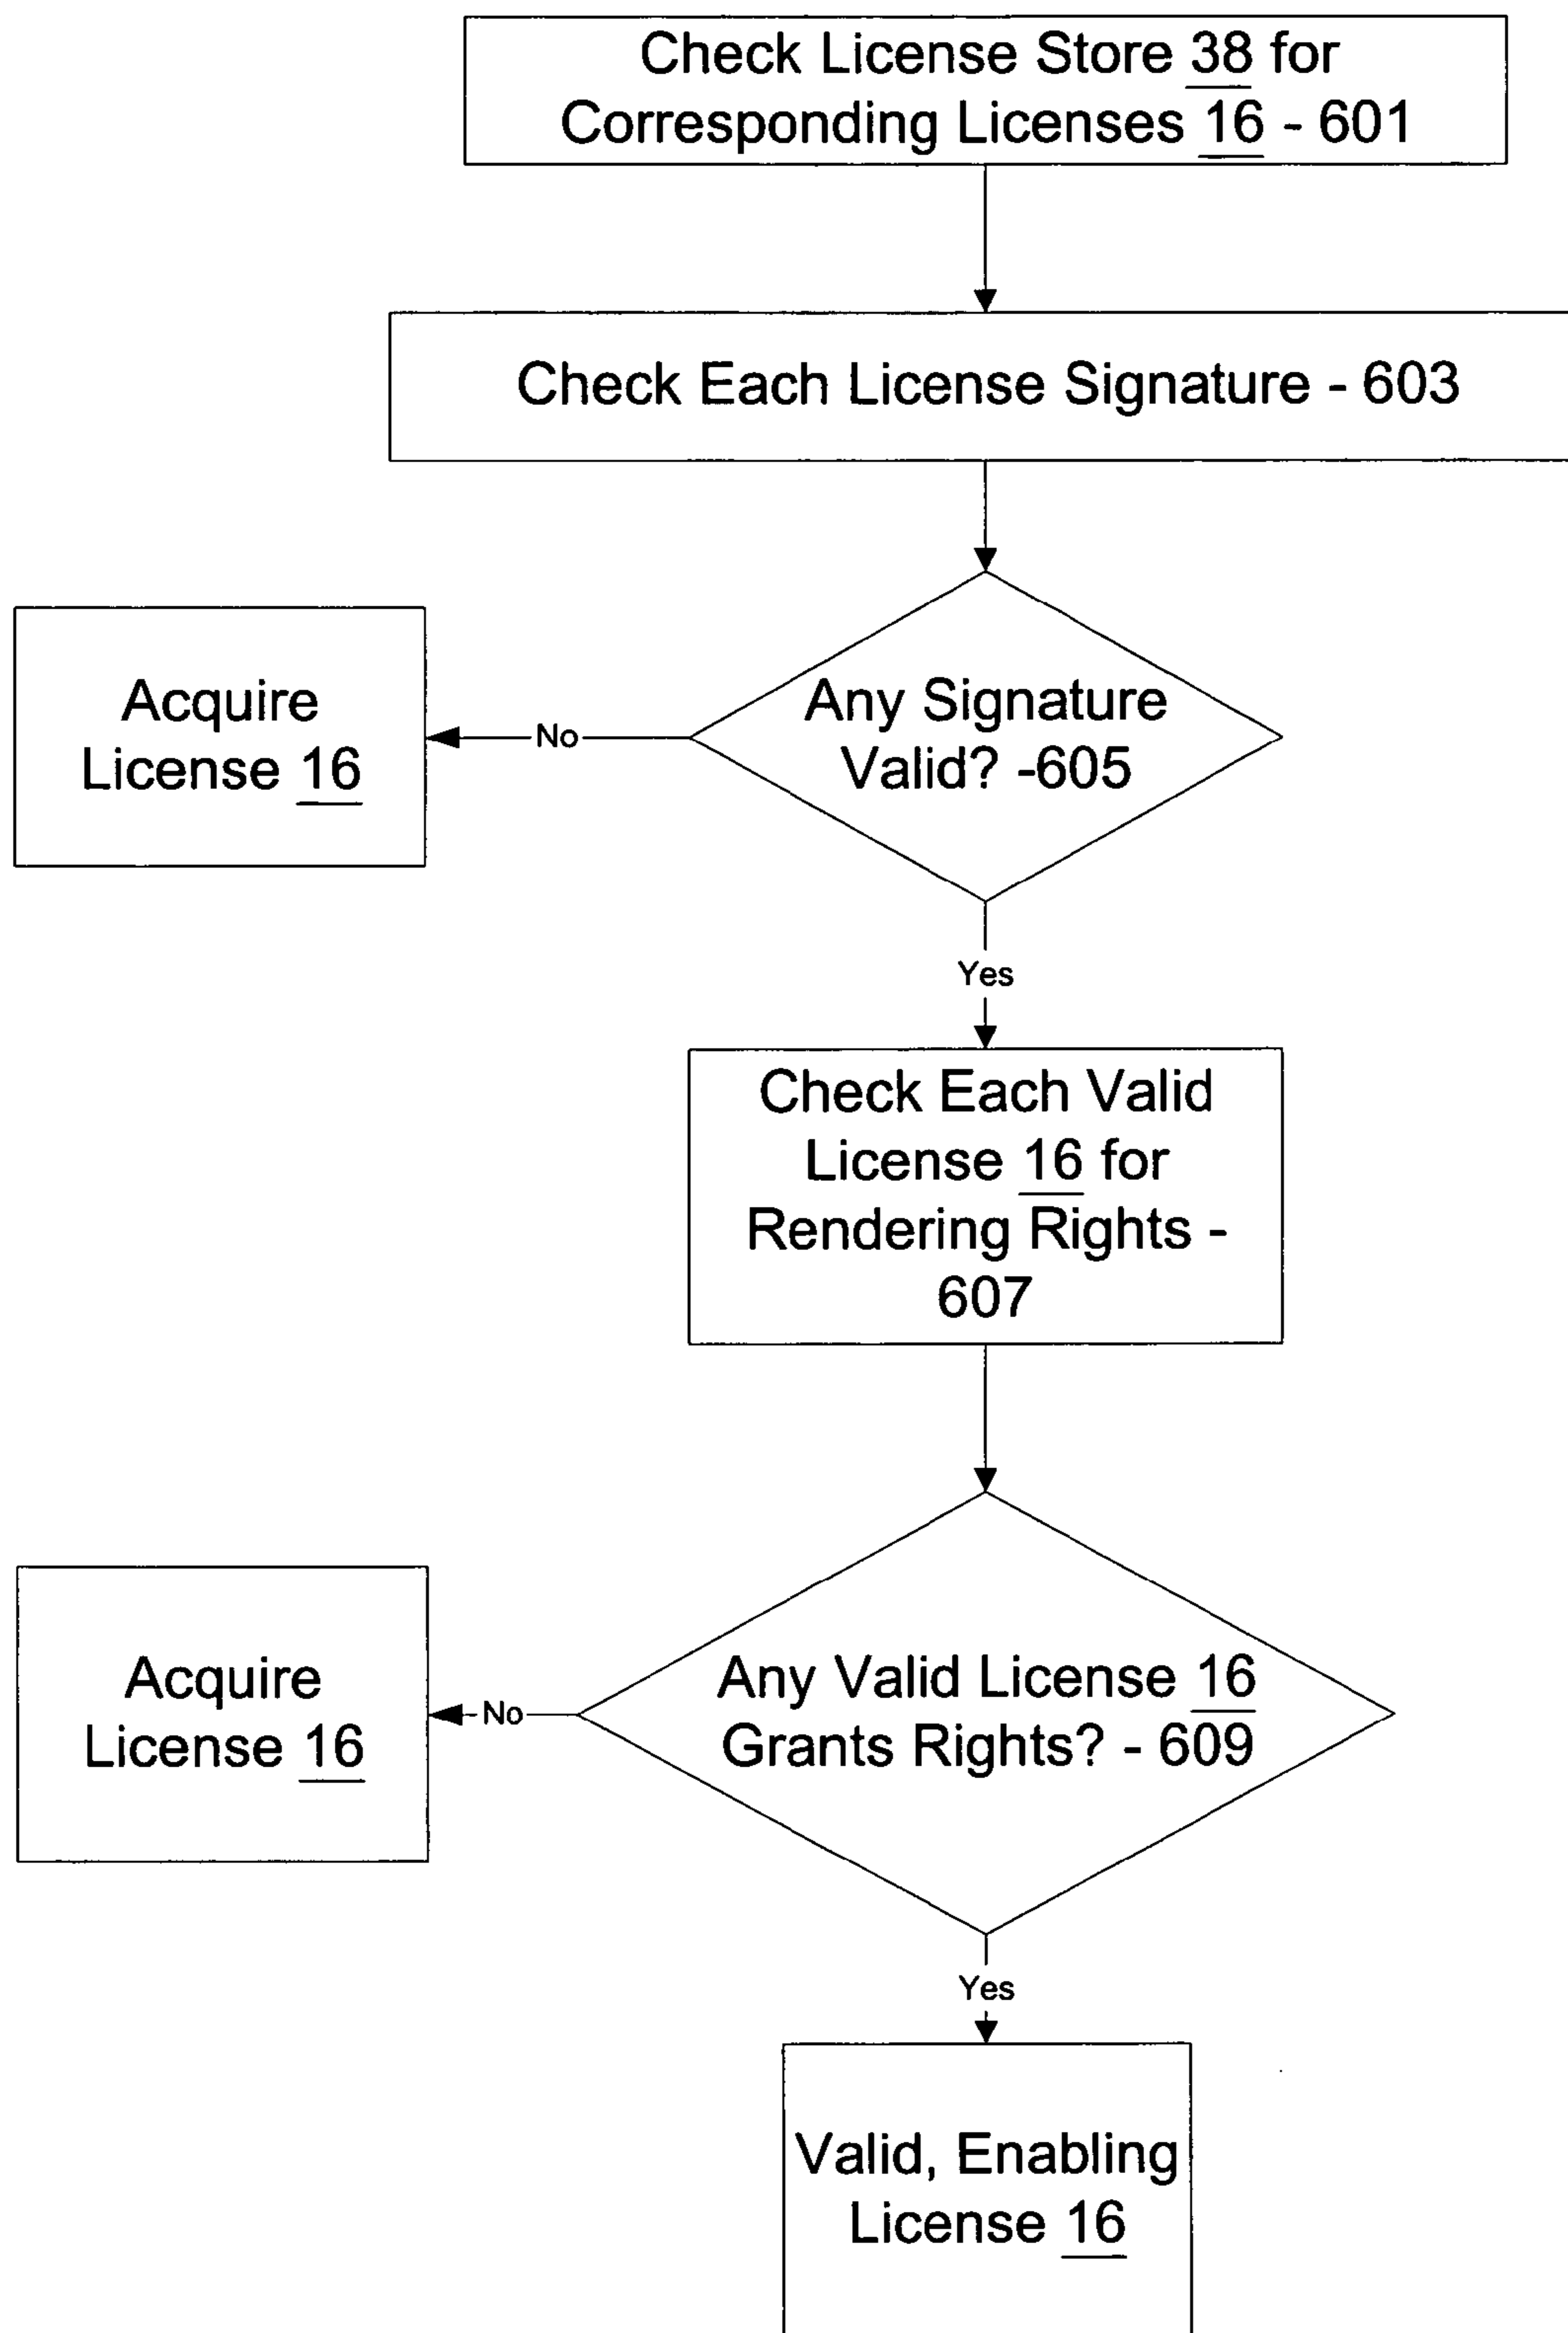 Check License Store 38 for
Corresponding Licenses 16 - 601
Check Each License Signature - 603
Any Signature
Valid? -605
Acquire
License 16
No
Yes
Check Each Valid
License 16 for
Rendering Rights -
607
Any Valid License 16
Grants Rights? - 609
Acquire
License 16
No
Yes
Valid, Enabling
License 16